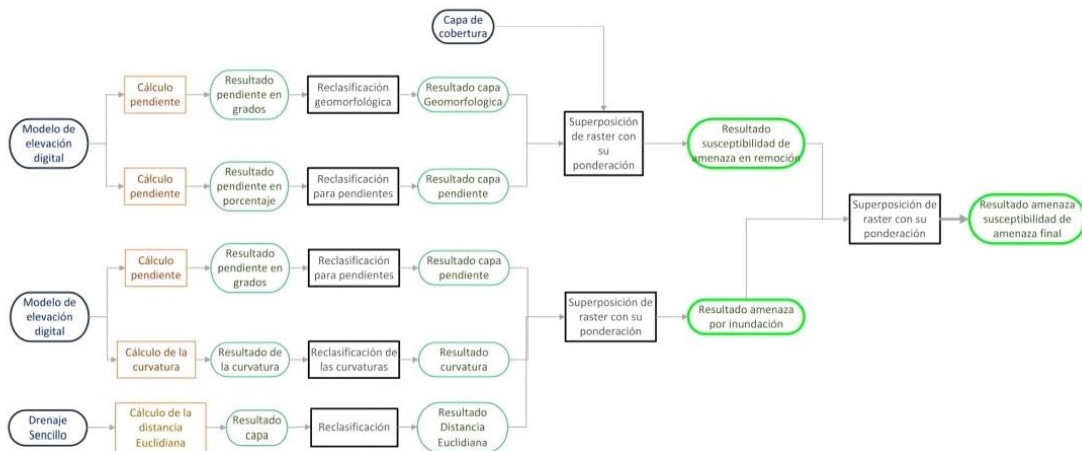 Capa de
cobertura
Modelo de
elevación
digital
Cálculo
pendiente
Resultado
pendiente en
grados
Reclasificación
geomorfológica
Resultado capa
Geomorfologica
Cálculo
pendiente
Resultado
pendiente en
porcentaje
Reclasificación
para pendientes
Resultado capa
pendiente
Superposición
de raster con su
ponderación
Resultado
susceptibilidad de
amenaza en remoción
Modelo de
elevación
digital
Cálculo
pendiente
Resultado
pendiente en
grados
Reclasificación
para pendientes
Resultado capa
pendiente
Cálculo de la
curvatura
Resultado de
la curvatura
Reclasificación de
las curvaturas
Resultado
curvatura
Drenaje
Sencillo
Cálculo de la
distancia
Euclidiana
Resultado
capa
Reclasificación
Resultado
Distancia
Euclidiana
Superposición de
raster con su
ponderación
Resultado amenaza
por inundación
Superposición de
raster con su
ponderación
Resultado amenaza
susceptibilidad de
amenaza final